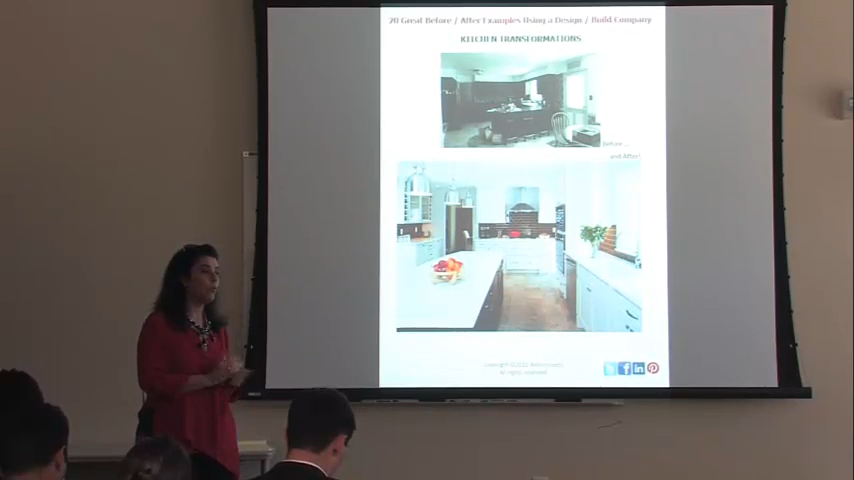 20 Great Before / After Examples Using a Design / Build Company
KITCHEN TRANSFORMATIONS
Before ...
and After!
All rights reserved.